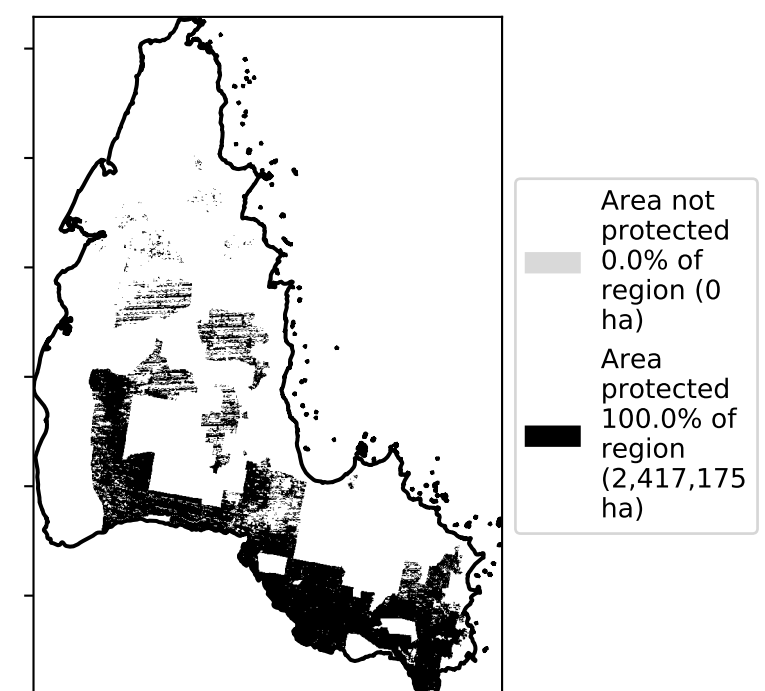 Area not
protected
0.0% of
region (0
ha)
Area
protected
100.0% of
region
(2,417,175
ha)